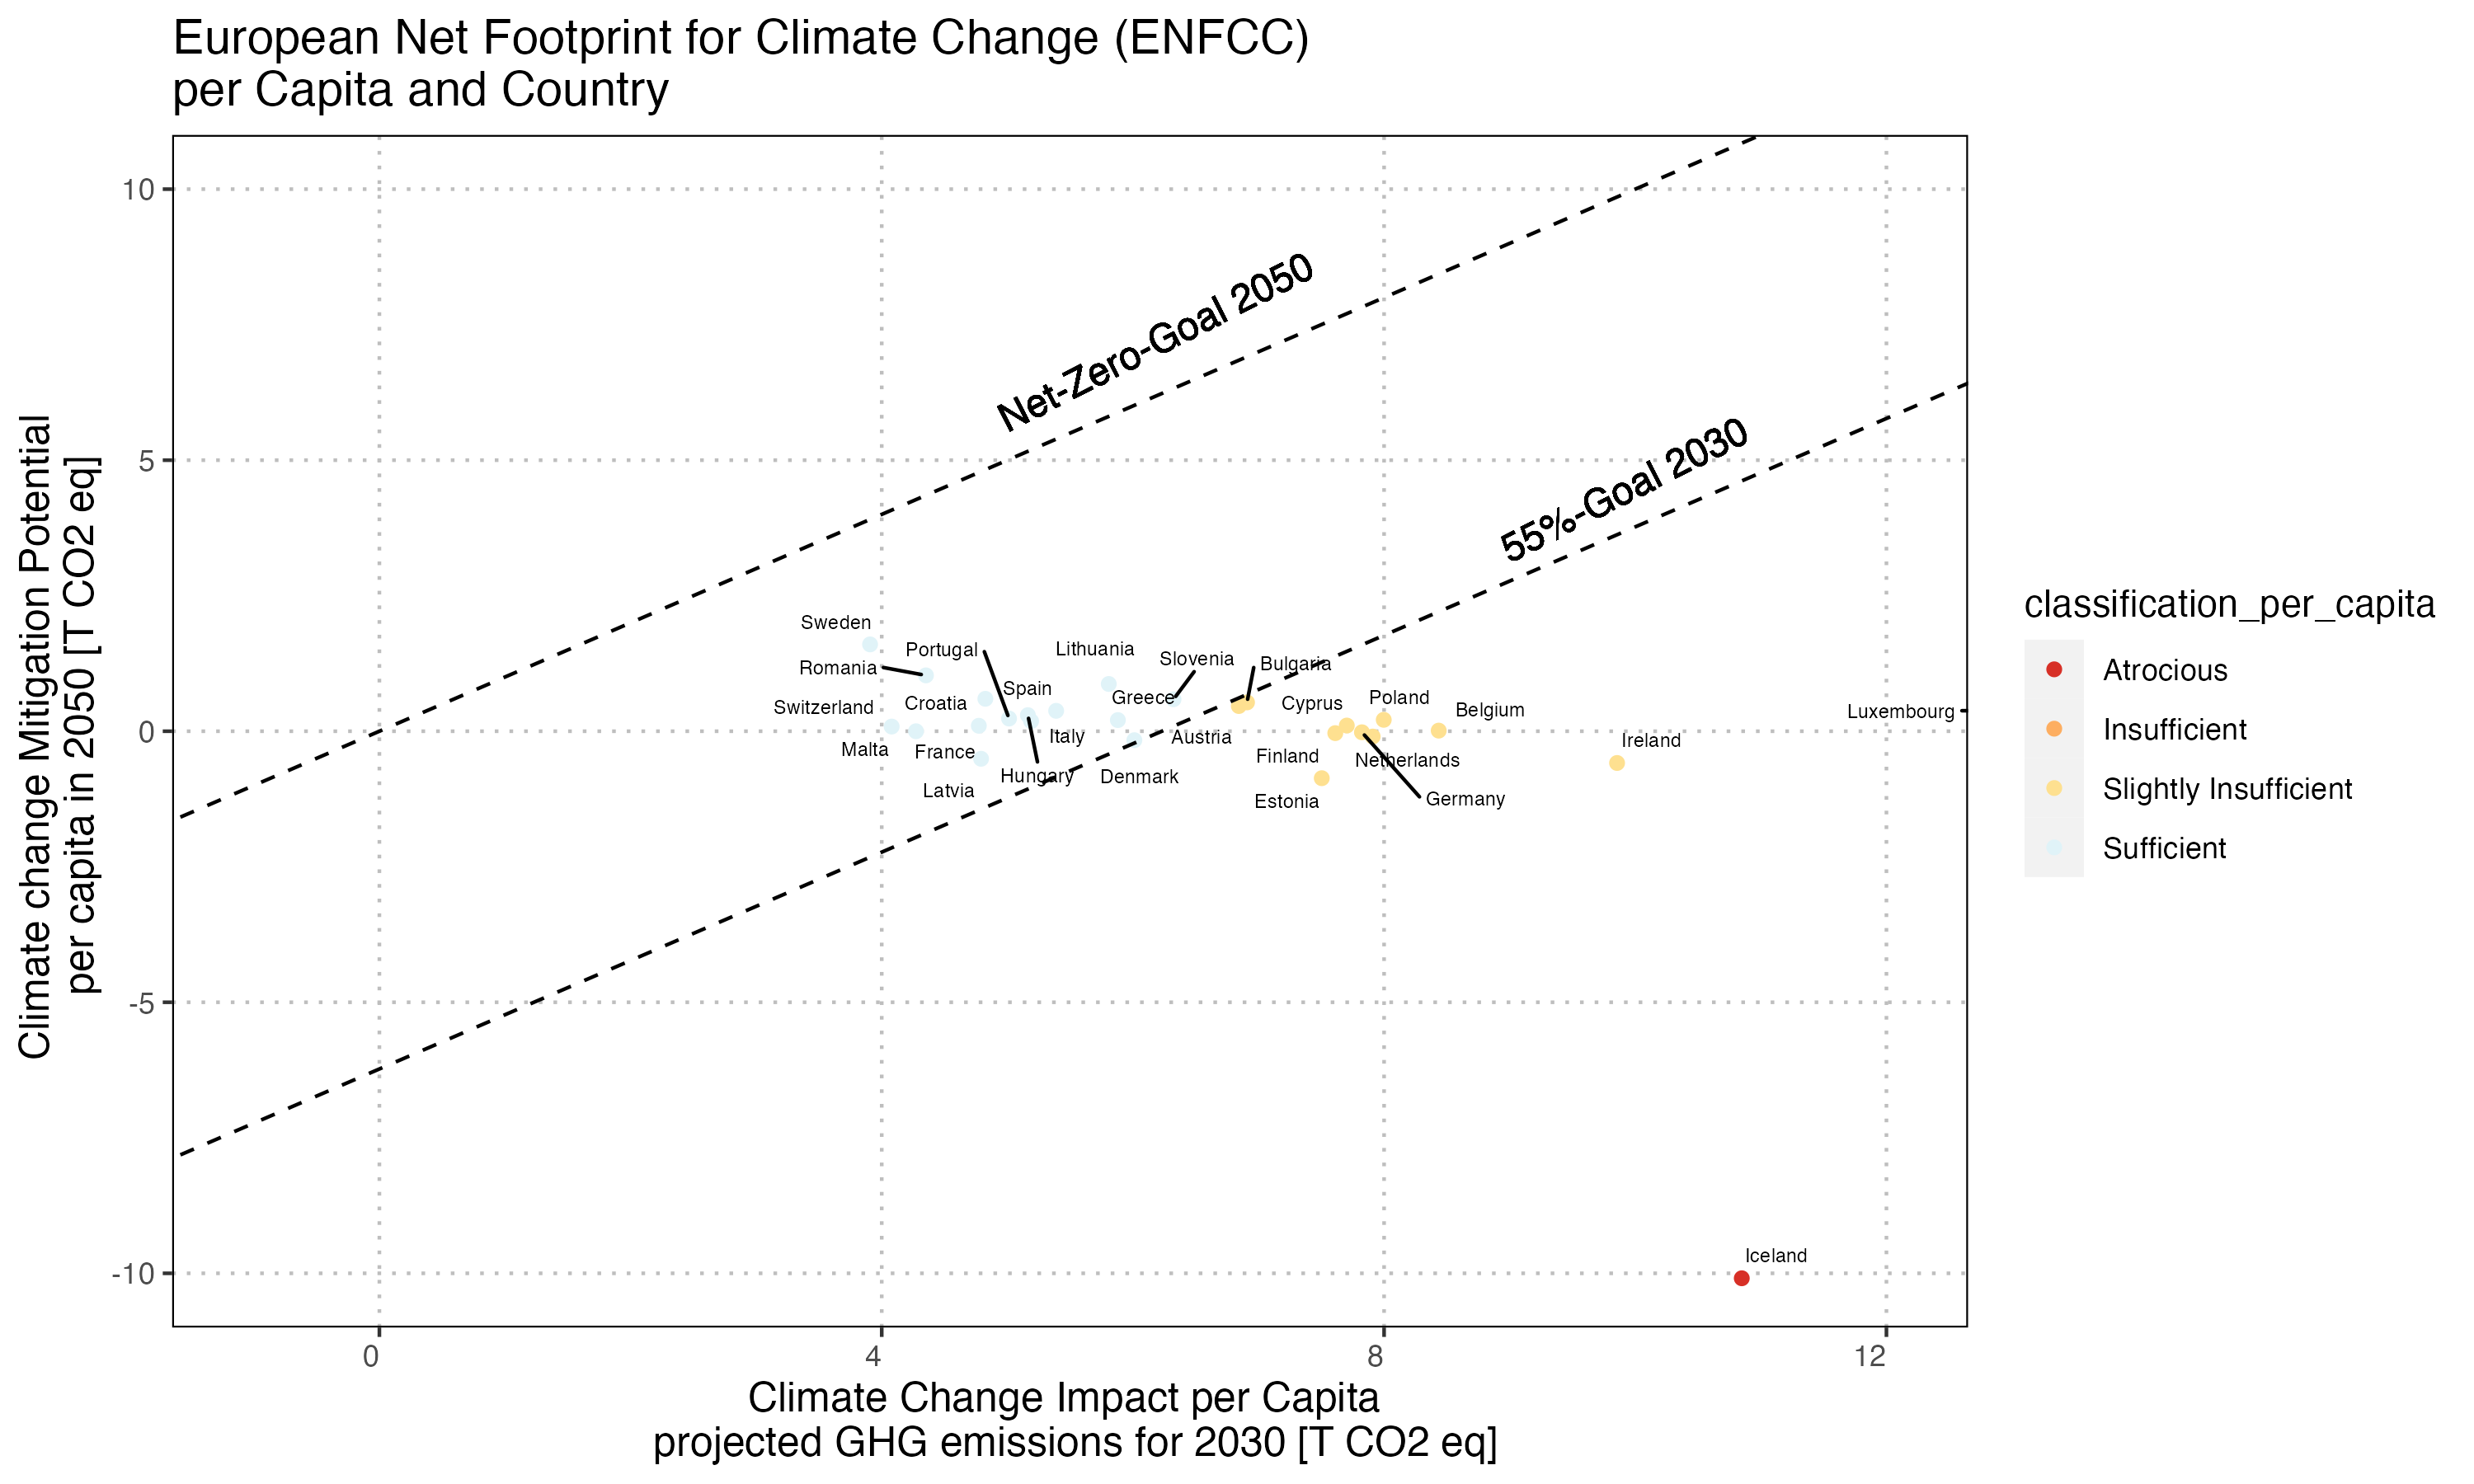 European Net Footprint for Climate Change (ENFCC)
per Capita and Country
Climate change Mitigation Potential
per capita in 2050 [T CO2 eq]
10
5
0
-5
-10
Net-Zero-Goal 2050
55%-Goal 2030
Sweden
Portugal
Lithuania
Slovenia
Bulgaria
Romania
Spain
Switzerland
Croatia
Greece
Cyprus
Poland
Belgium
Luxembourg
Malta
France
Italy
Austria
Finland
Netherlands
Ireland
Latvia
Hungary
Denmark
Estonia
Germany
Iceland
0
4
8
12
Climate Change Impact per Capita
projected GHG emissions for 2030 [T CO2 eq]
classification_per_capita
Atrocious
Insufficient
Slightly Insufficient
Sufficient